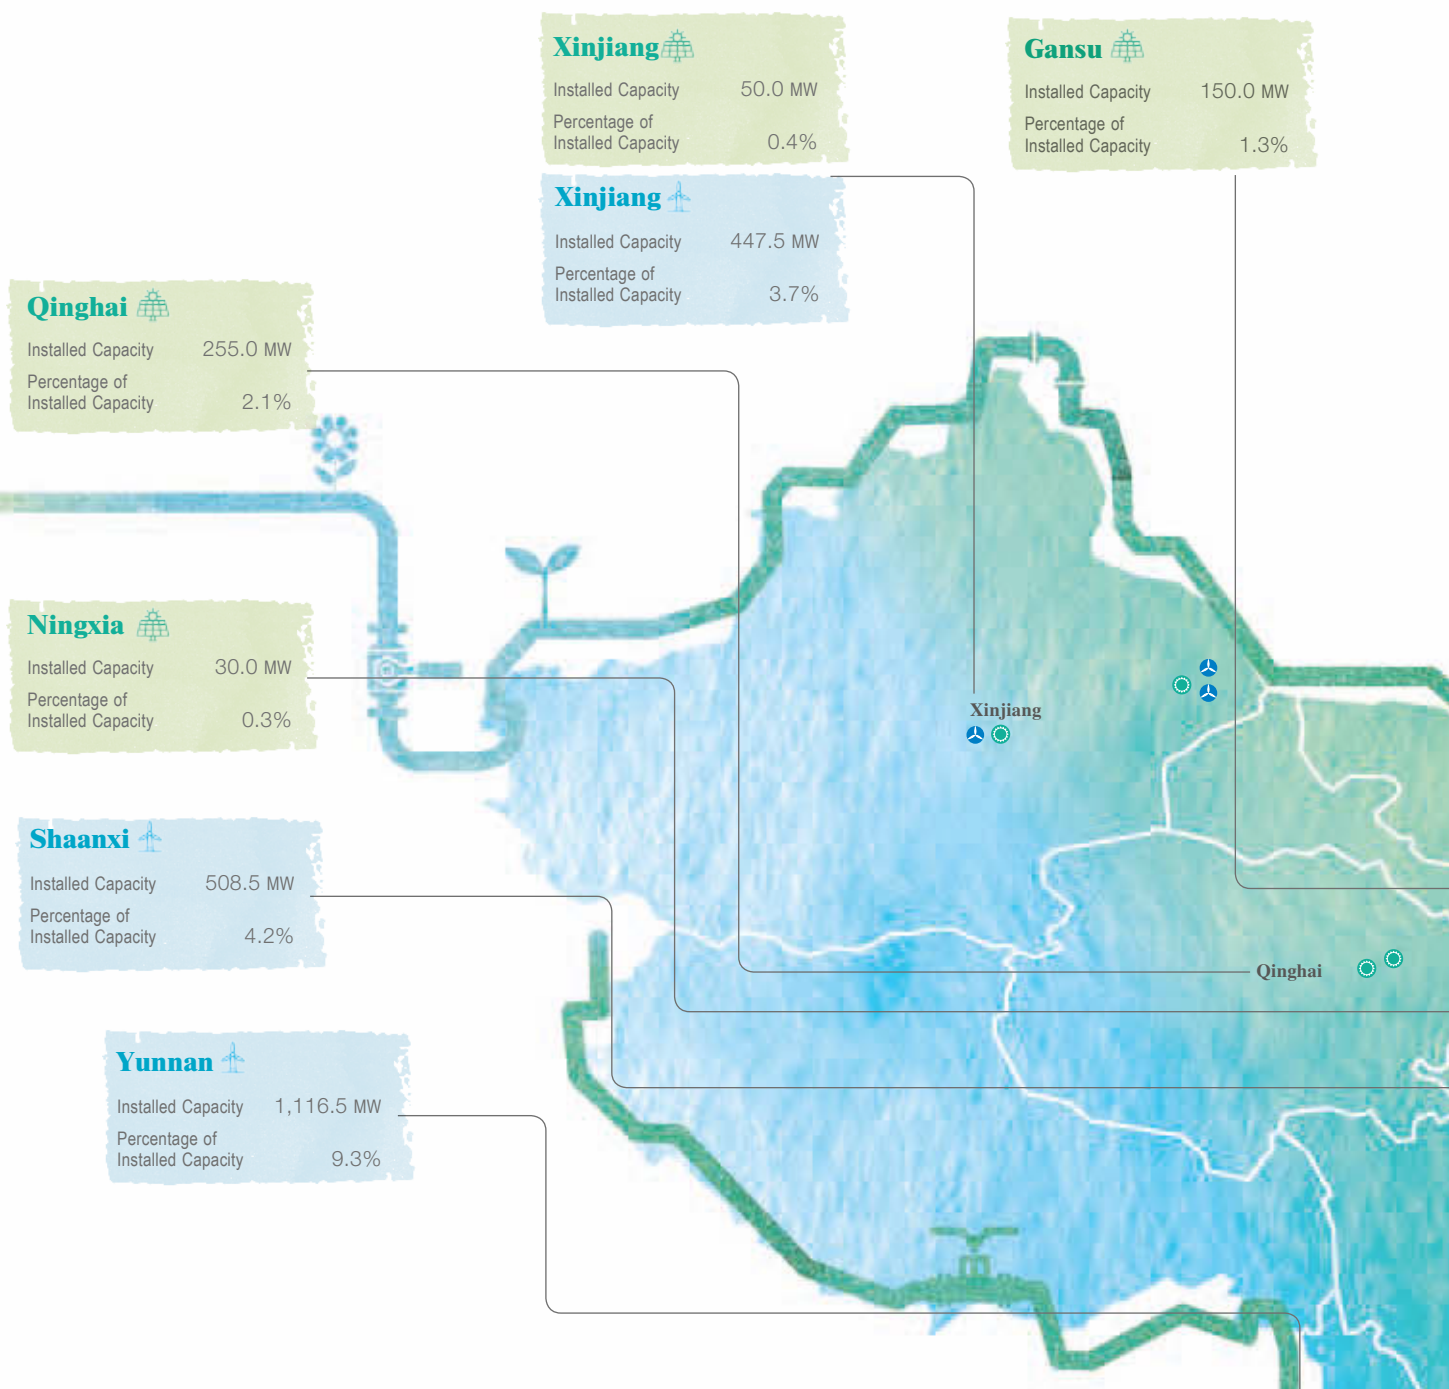 Xinjiang
Installed Capacity 50.0 MW
Percentage of
Installed Capacity 0.4%
Gansu
Installed Capacity 150.0 MW
Percentage of
Installed Capacity 1.3%
Xinjiang
Installed Capacity 447.5 MW
Percentage of
Installed Capacity 3.7%
Qinghai
Installed Capacity 255.0 MW
Percentage of
Installed Capacity 2.1%
Ningxia
Installed Capacity 30.0 MW
Percentage of
Installed Capacity 0.3%
Xinjiang
Shaanxi
Installed Capacity 508.5 MW
Percentage of
Installed Capacity 4.2%
Qinghai
Yunnan
Installed Capacity 1,116.5 MW
Percentage of
Installed Capacity 9.3%